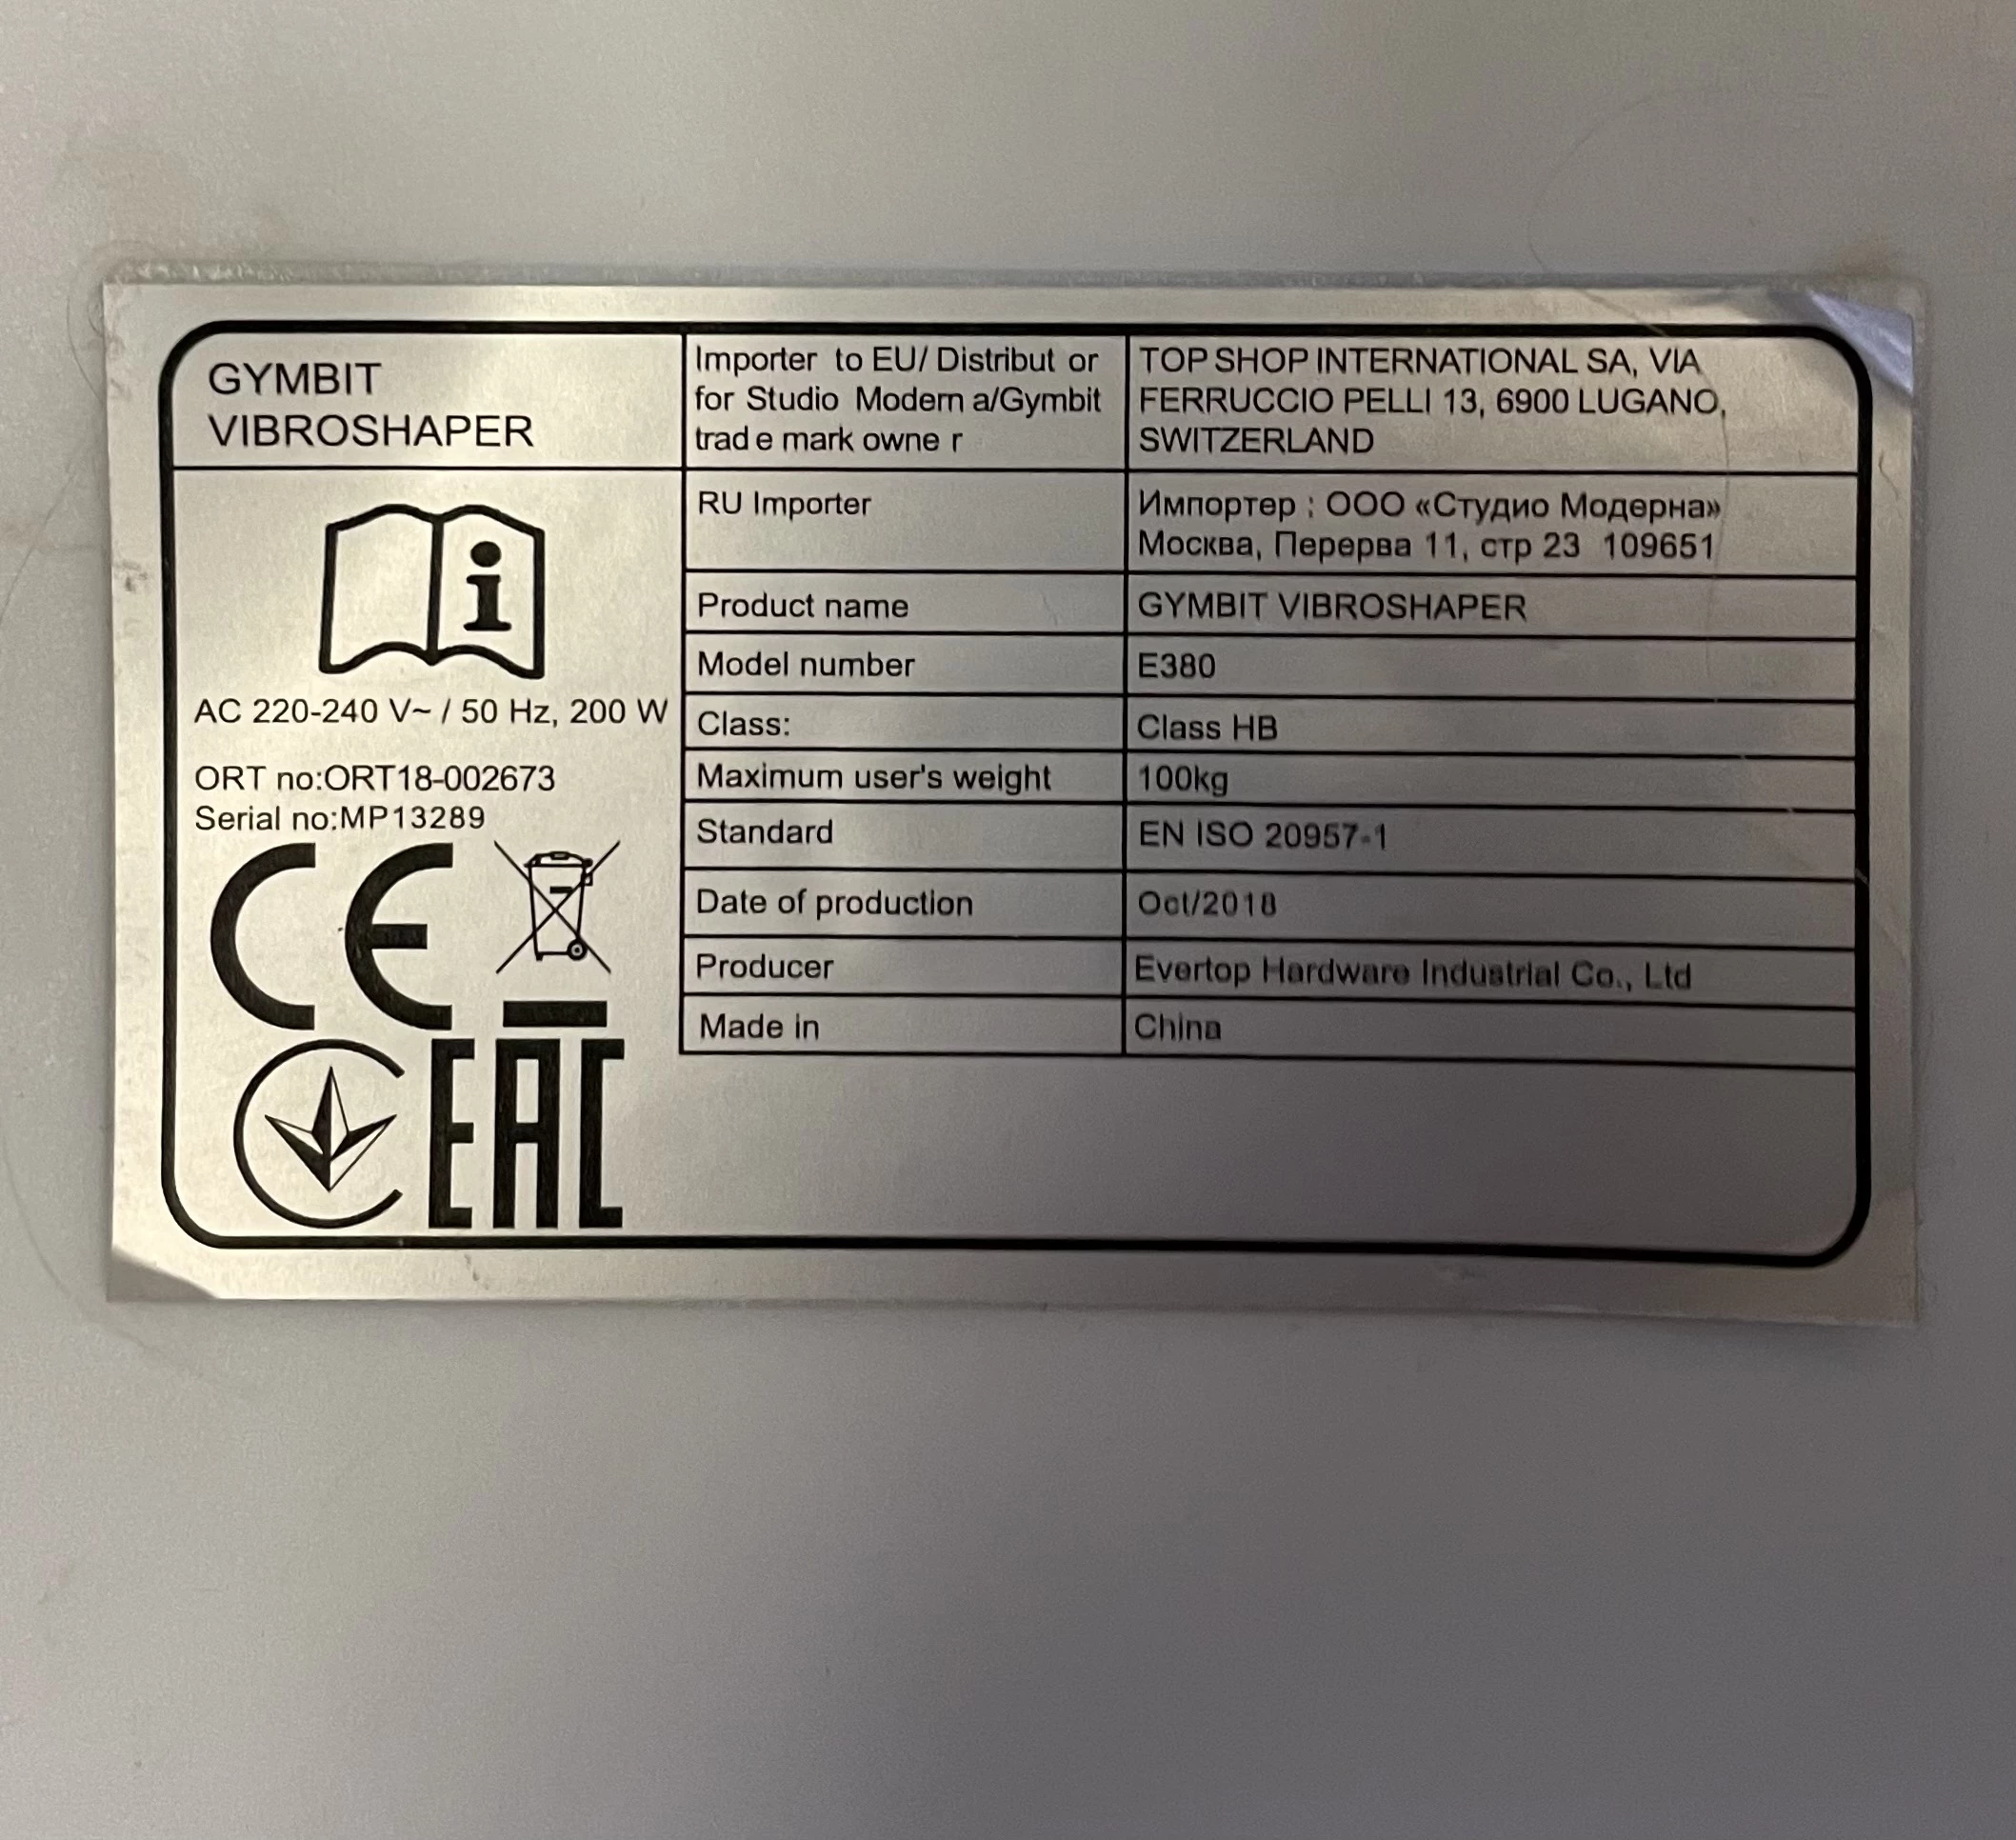 GYMBIT
VIBROSHAPER
AC 220-240 V~ / 50 Hz, 200 W
ORT no:ORT18-002673
Serial no:MP13289
CE
EAC
Importer to EU/ Distribut or
for Studio Modern a/Gymbit
trad e mark owne r
TOP SHOP INTERNATIONAL SA, VIA
FERRUCCIO PELLI 13, 6900 LUGANO,
SWITZERLAND
RU Importer
Импортер : ООО «Студио Модерна»
Москва, Перерва 11, стр 23 109651
Product name
GYMBIT VIBROSHAPER
Model number
E380
Class:
Class HB
Maximum user's weight
100kg
Standard
EN ISO 20957-1
Date of production
Oct/2018
Producer
Evertop Hardware Industrial Co., Ltd
Made in
China